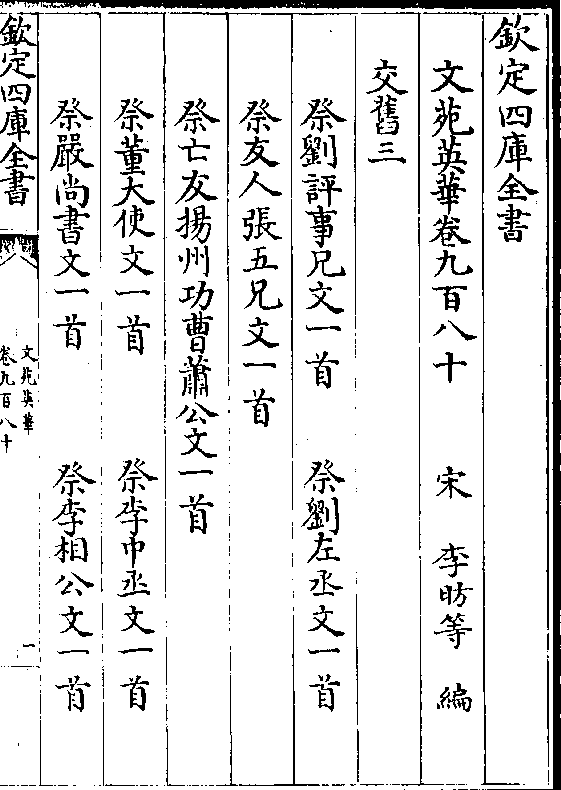 欽定四庫全書
文苑英華卷九百八十 宋 李昉等 編
交舊三
祭劉評事兄文一首 祭劉左丞文一首
祭友人張五兄文一首
祭亡友揚州功曹蕭公文一首
祭董大使文一首 祭李中丞文一首
祭嚴尚書文一首 祭李相公文一首
欽定四庫全書
文苑英華
卷九百八十
一